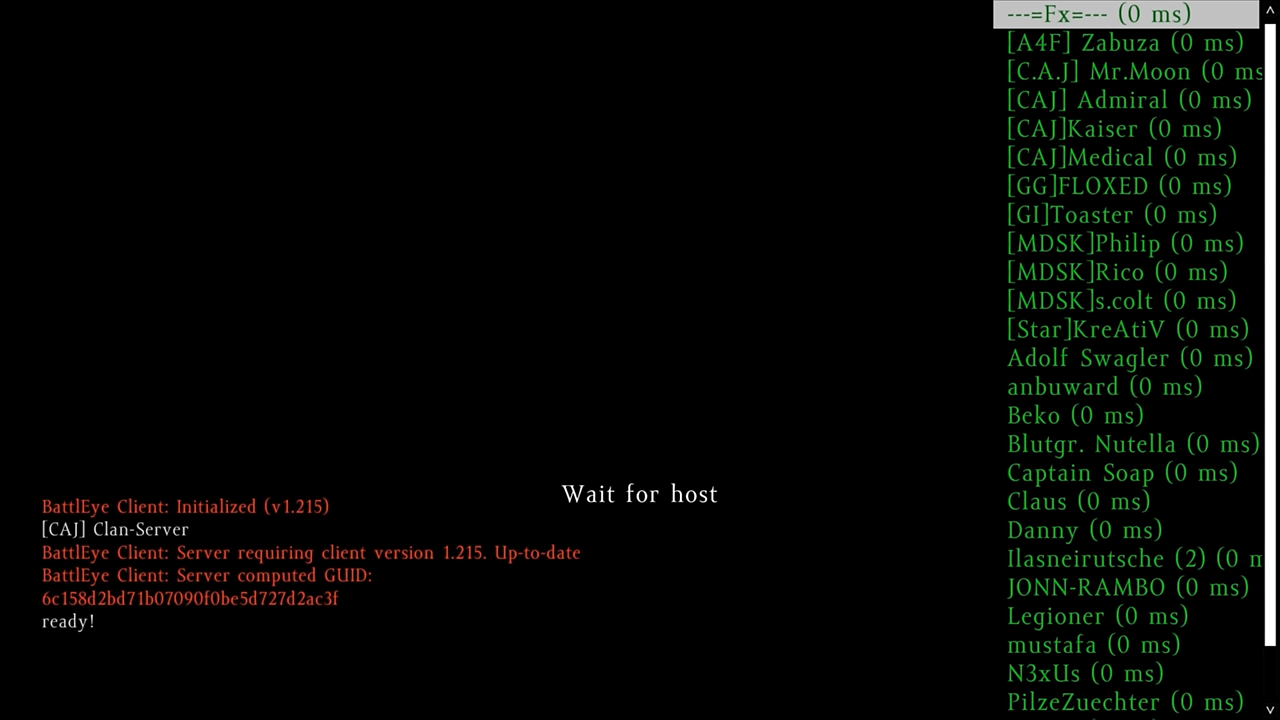 ---=Fx=--- (0 ms)
[A4F] Zabuza (0 ms)
[C.A.J] Mr.Moon (0 ms
[CAJ] Admiral (0 ms)
[CAJ]Kaiser (0 ms)
[CAJ]Medical (0 ms)
[GG]FLOXED (0 ms)
[GI]Toaster (0 ms)
[MDSK]Philip (0 ms)
[MDSK]Rico (0 ms)
[MDSK]s.colt (0 ms)
[Star]KreAtiV (0 ms)
Adolf Swagler (0 ms)
anbuward (0 ms)
Beko (0 ms)
Blutgr. Nutella (0 ms)
Captain Soap (0 ms)
Claus (0 ms)
Danny (0 ms)
Ilasneirutsche (2) (0 m
JONN-RAMBO (0 ms)
Legioner (0 ms)
mustafa (0 ms)
N3xUs (0 ms)
PilzeZuechter (0 ms)
Wait for host
BattlEye Client: Initialized (v1.215)
[CAJ] Clan-Server
BattlEye Client: Server requiring client version 1.215. Up-to-date
BattlEye Client: Server computed GUID:
6c158d2bd71b07090f0be5d727d2ac3f
ready!